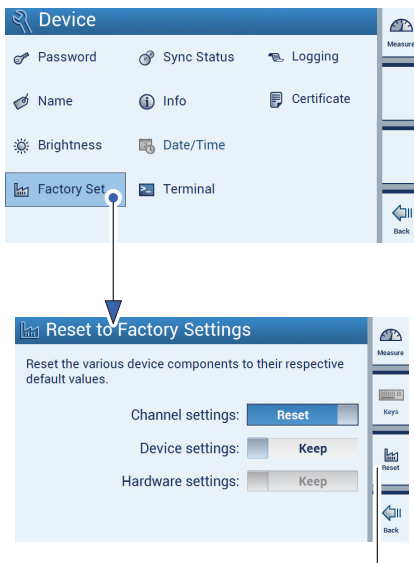 Device
Measure
Password
Sync Status
Logging
Name
Info
Certificate
Brightness
Date/Time
Factory Set
Terminal
Back
Reset to Factory Settings
Measure
Reset the various device components to their respective
default values.
Keys
Channel settings: Reset
Device settings: Keep
Reset
Hardware settings: Keep
Back